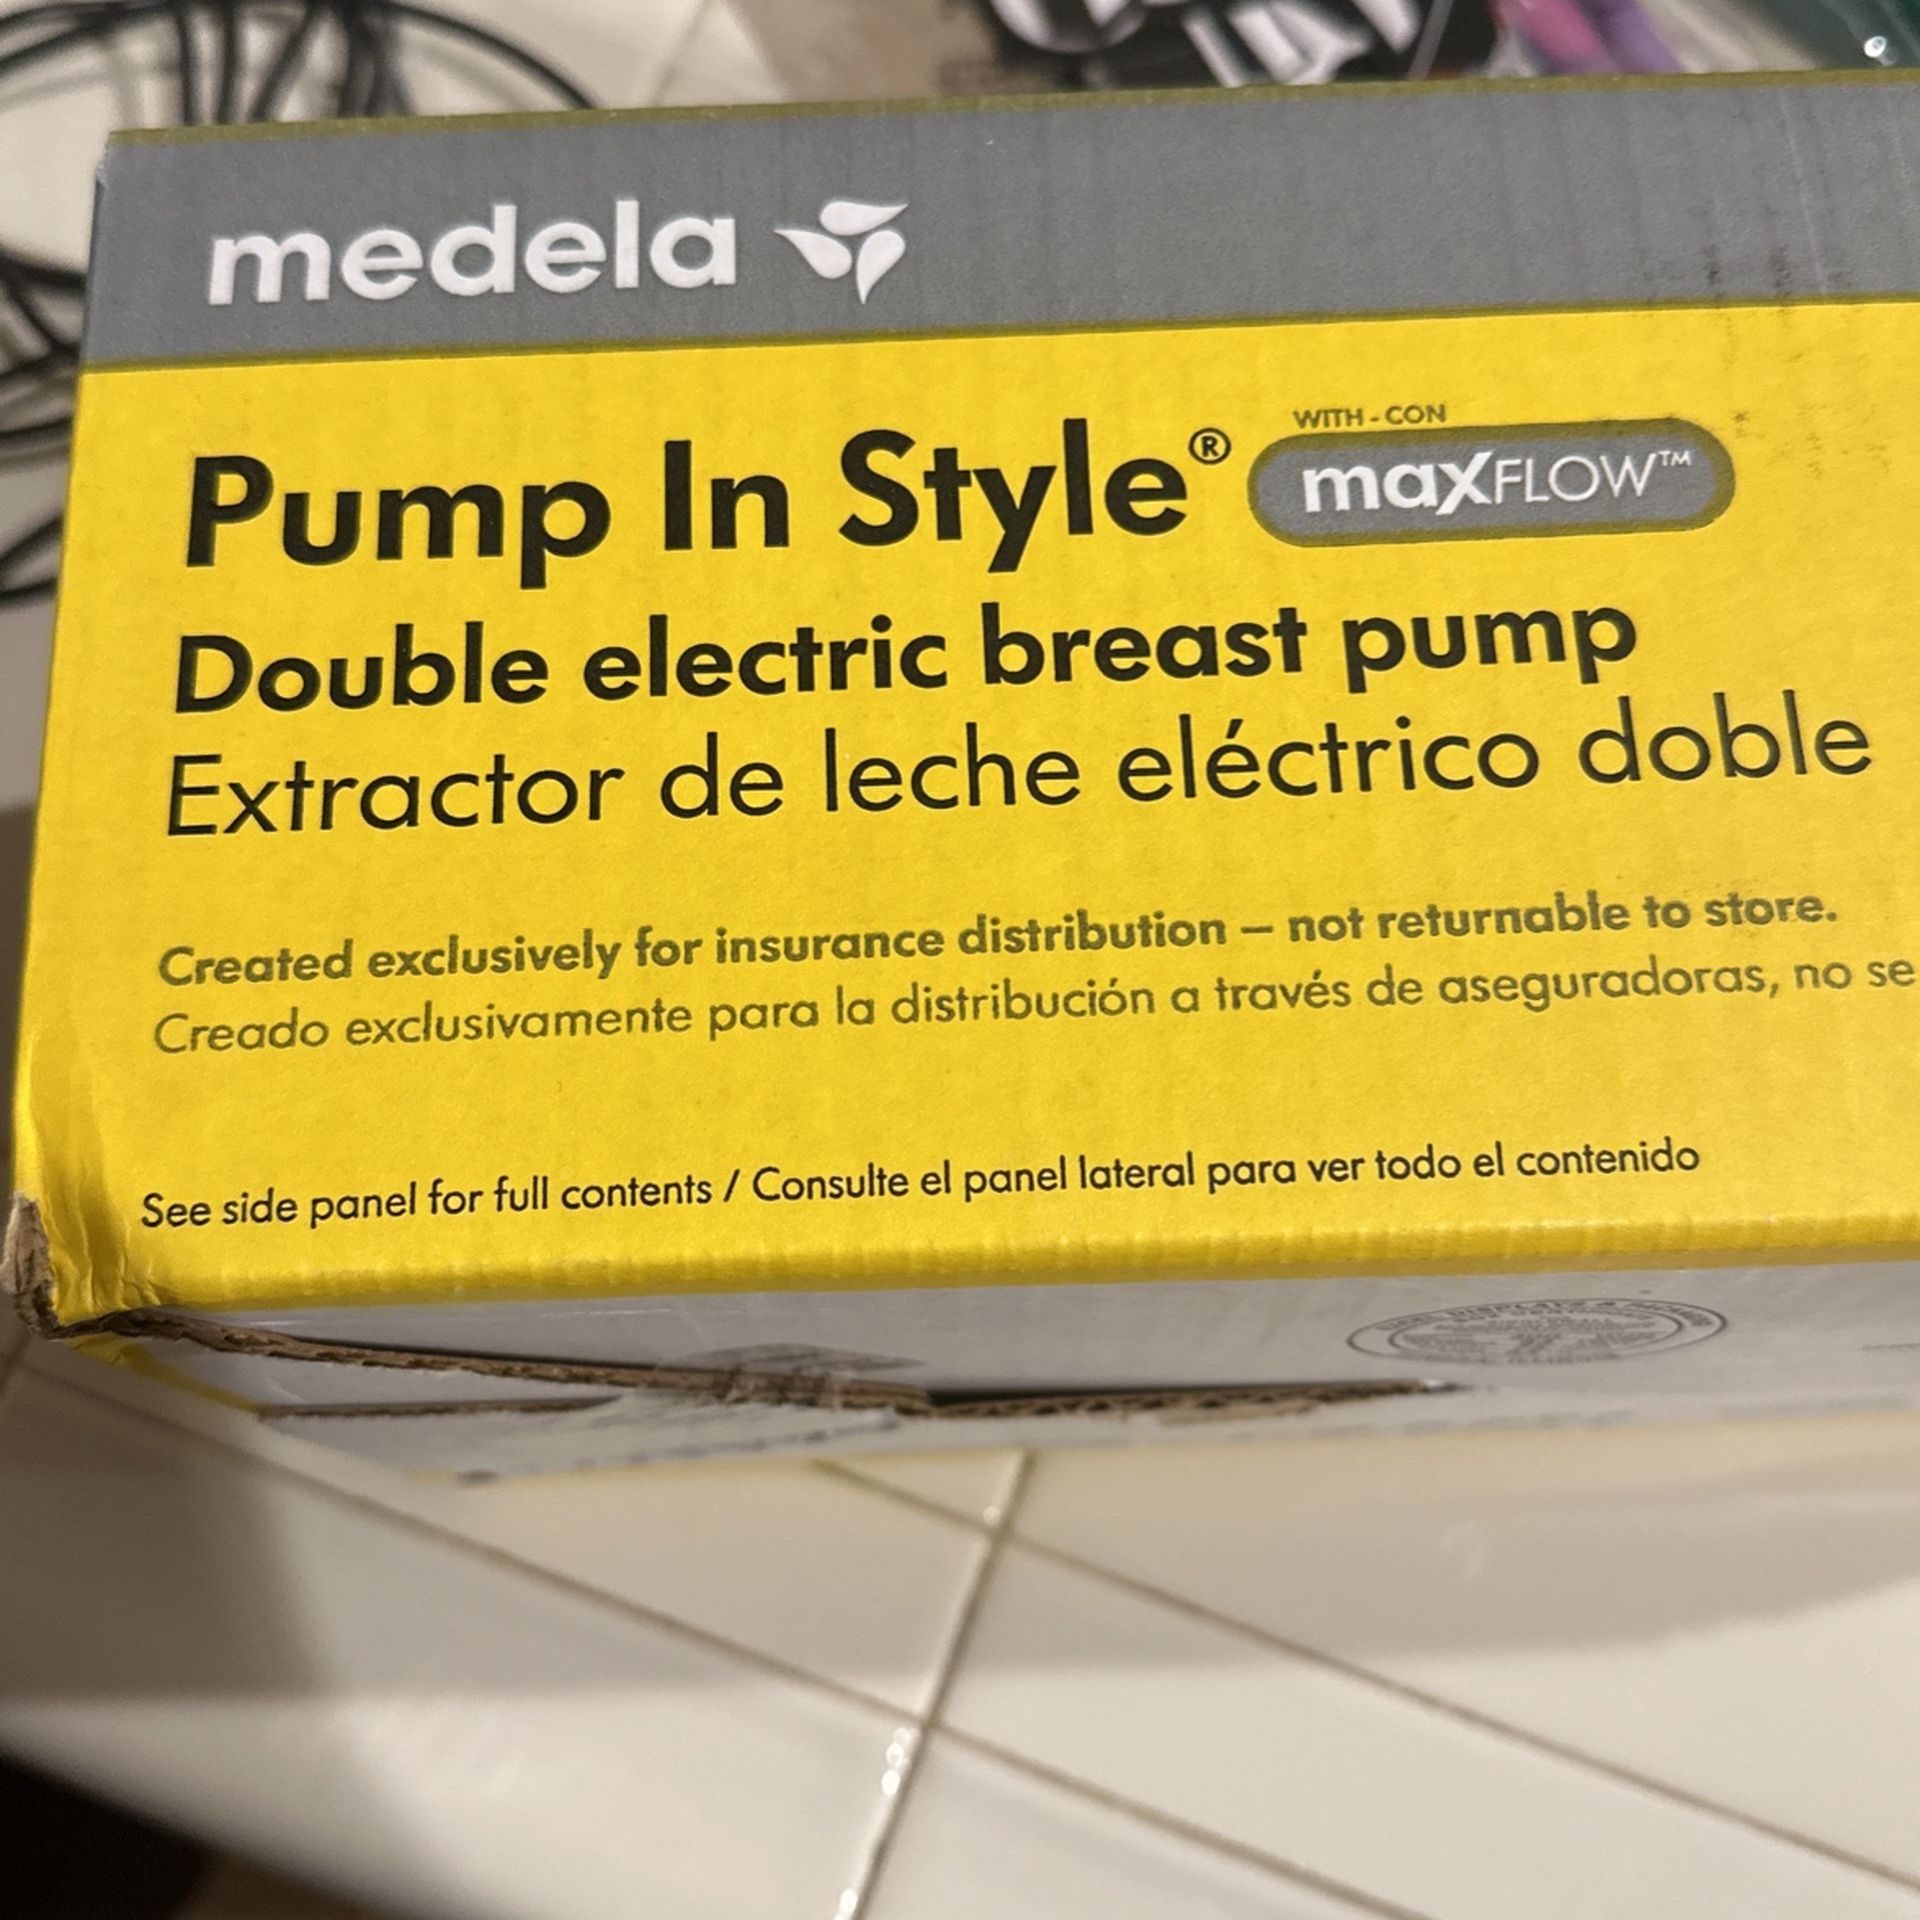 medela
WITH - CON
Pump In Style® maxFLOW™
Double electric breast pump
Extractor de leche eléctrico doble
Created exclusively for insurance distribution – not returnable to store.
Creado exclusivamente para la distribución a través de aseguradoras, no se
See side panel for full contents / Consulte el panel lateral para ver todo el contenido